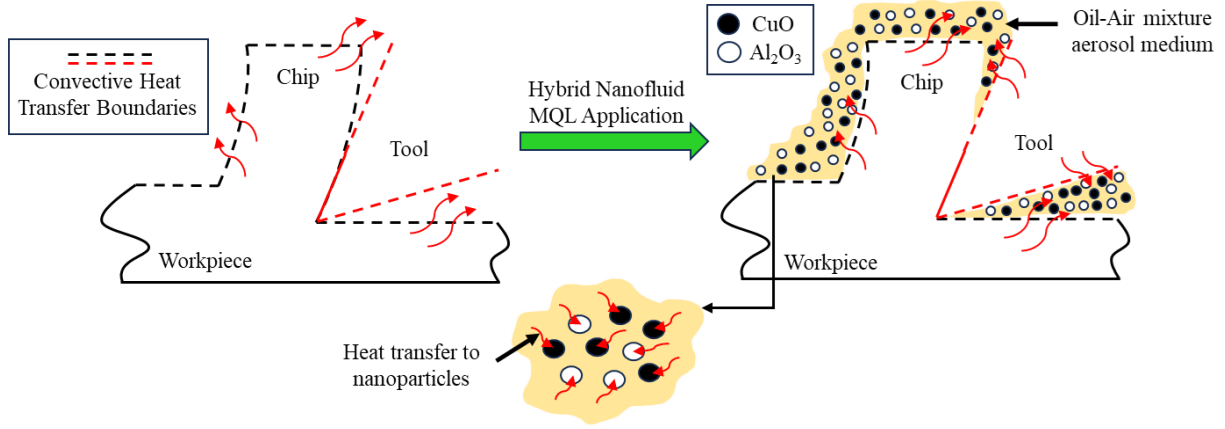 Convective Heat
Transfer Boundaries
Chip
Tool
Workpiece
Hybrid Nanofluid
MQL Application
CuO
Al₂O₃
Oil-Air mixture
aerosol medium
Chip
Tool
Workpiece
Heat transfer to
nanoparticles